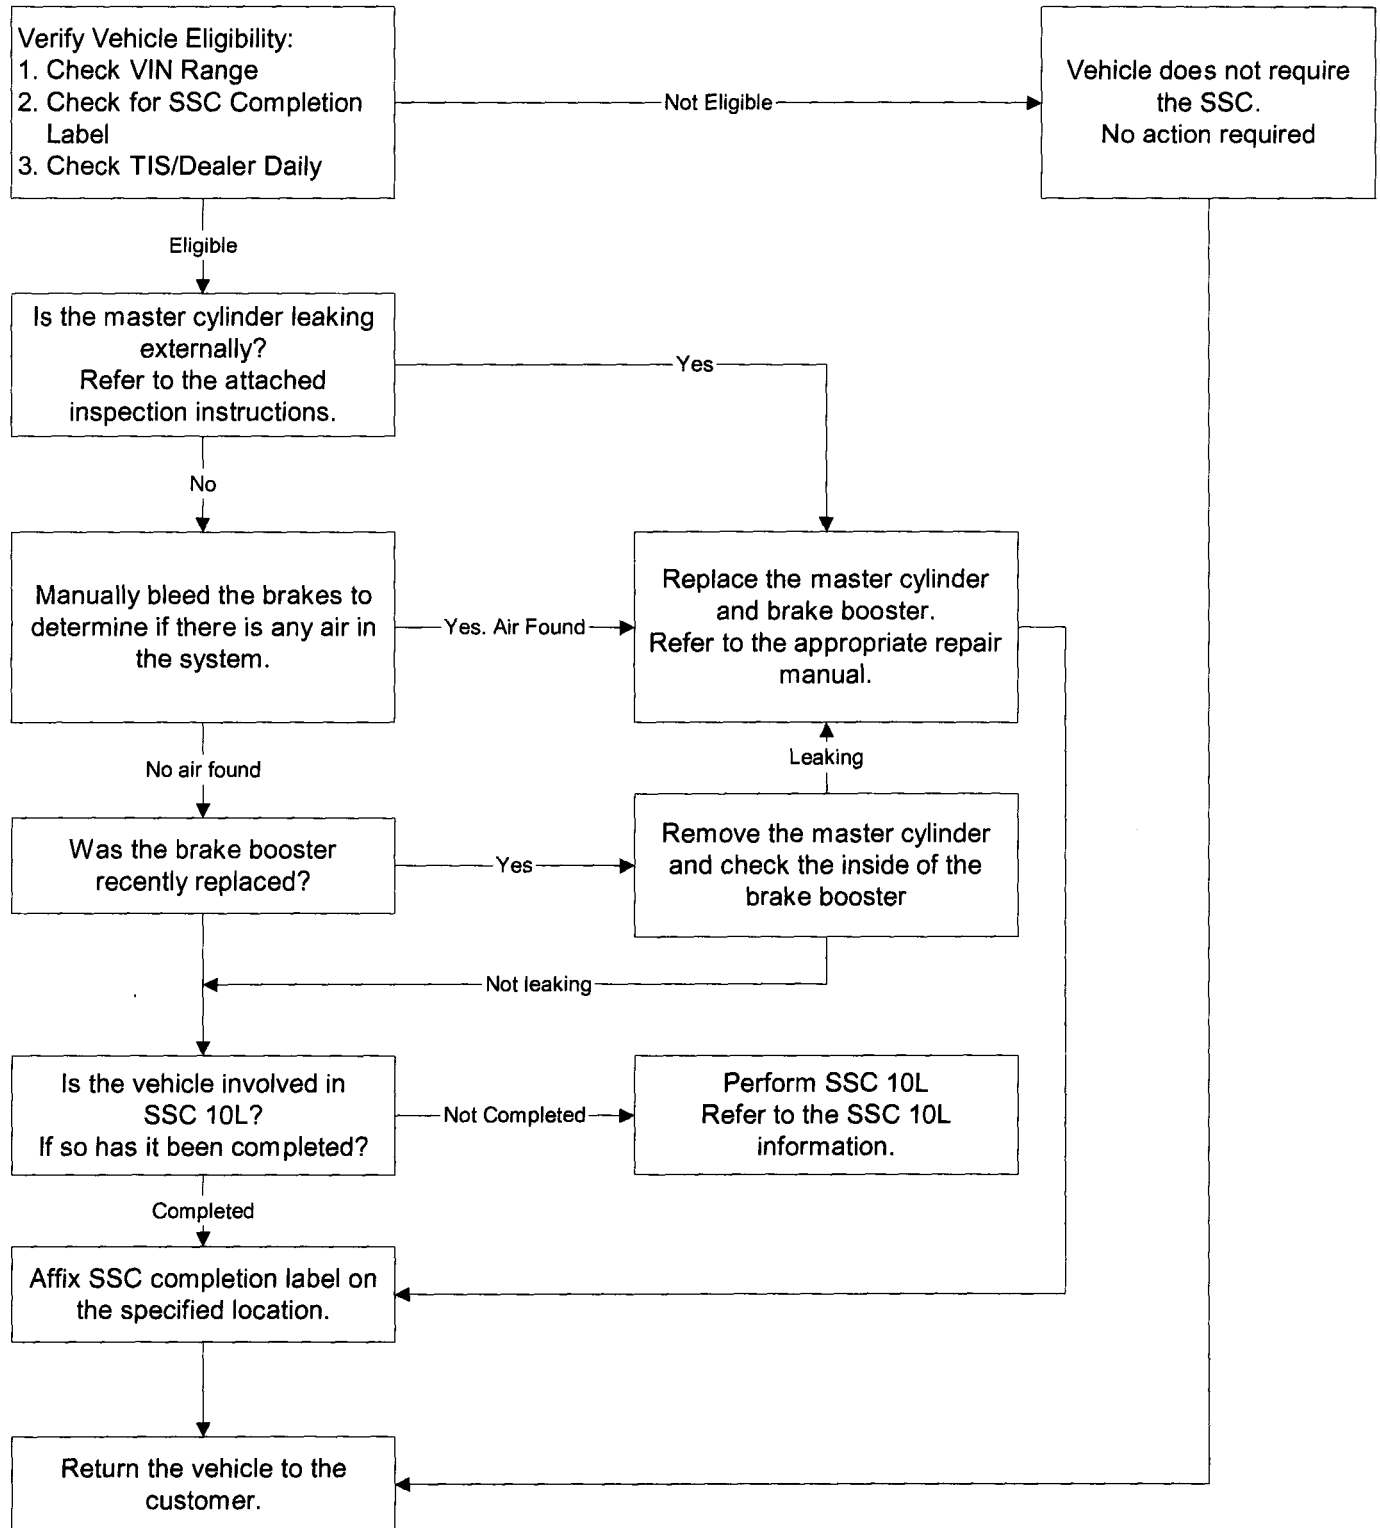 Verify Vehicle Eligibility:
1. Check VIN Range
2. Check for SSC Completion
Label
3. Check TIS/Dealer Daily
Not Eligible
Vehicle does not require
the SSC.
No action required
Eligible
Is the master cylinder leaking
externally?
Refer to the attached
inspection instructions.
Yes
No
Manually bleed the brakes to
determine if there is any air in
the system.
Yes. Air Found
Replace the master cylinder
and brake booster.
Refer to the appropriate repair
manual.
Leaking
No air found
Was the brake booster
recently replaced?
Yes
Remove the master cylinder
and check the inside of the
brake booster
Not leaking
Is the vehicle involved in
SSC 10L?
If so has it been completed?
Not Completed
Perform SSC 10L
Refer to the SSC 10L
information.
Completed
Affix SSC completion label on
the specified location.
Return the vehicle to the
customer.